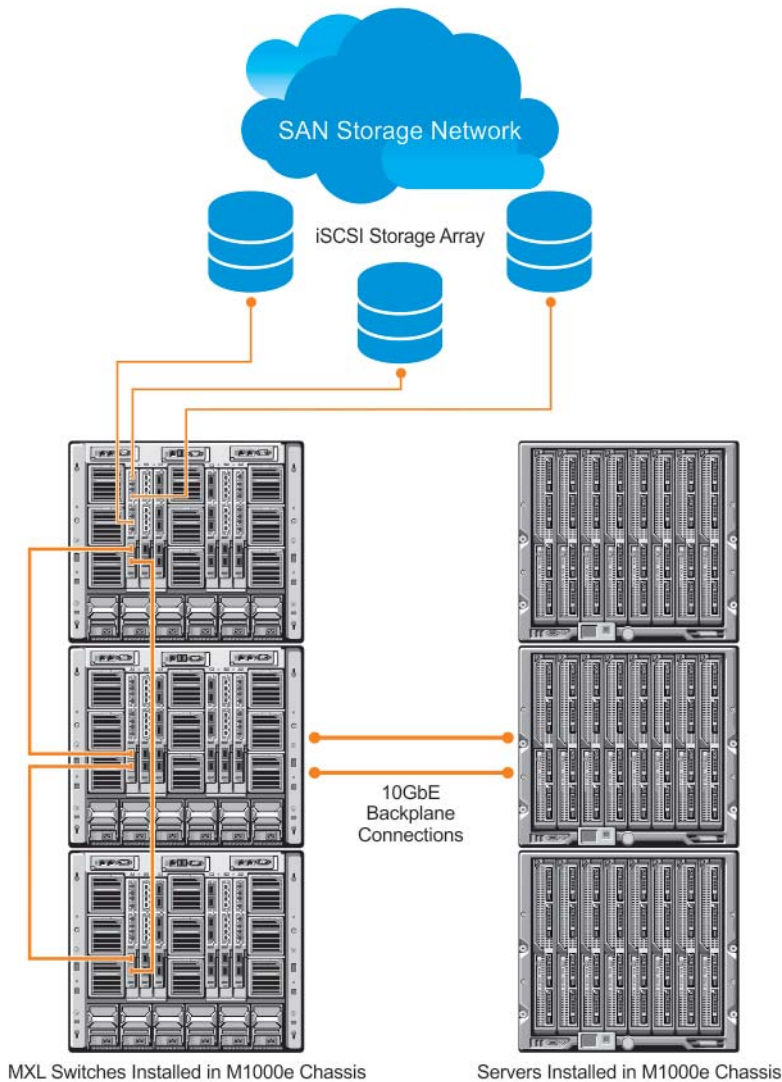 SAN Storage Network
iSCSI Storage Array
10GbE
Backplane
Connections
MXL Switches Installed in M1000e Chassis
Servers Installed in M1000e Chassis